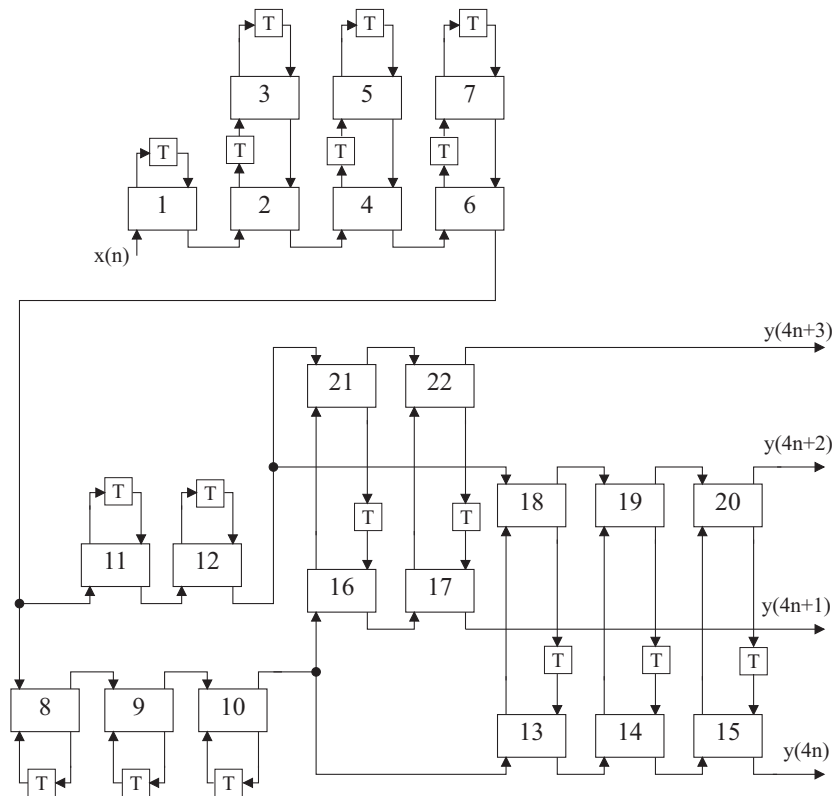 T T T
3 5 7
T T T T
1 2 4 6
x(n)
y(4n+3)
21 22
y(4n+2)
T T
18 19 20
T T
11 12
16 17
y(4n+1)
T T T
8 9 10
13 14 15
y(4n)
T T T